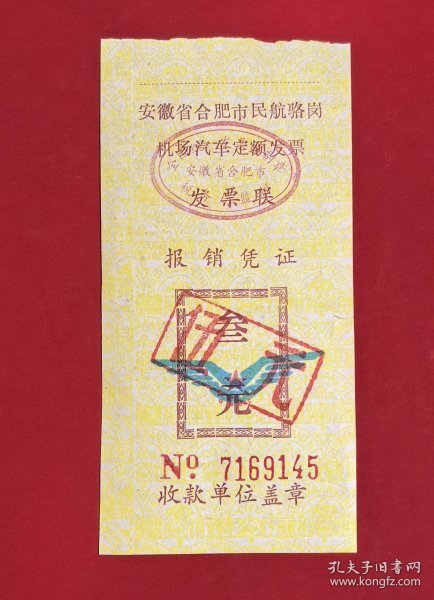 安徽省合肥市民航骆岗
机场汽车定额发票
安徽省合肥市
发票联
报销凭证
叁
元
伍元
Nº 7169145
收款单位盖章
孔夫子旧书网
www.kongfz.com